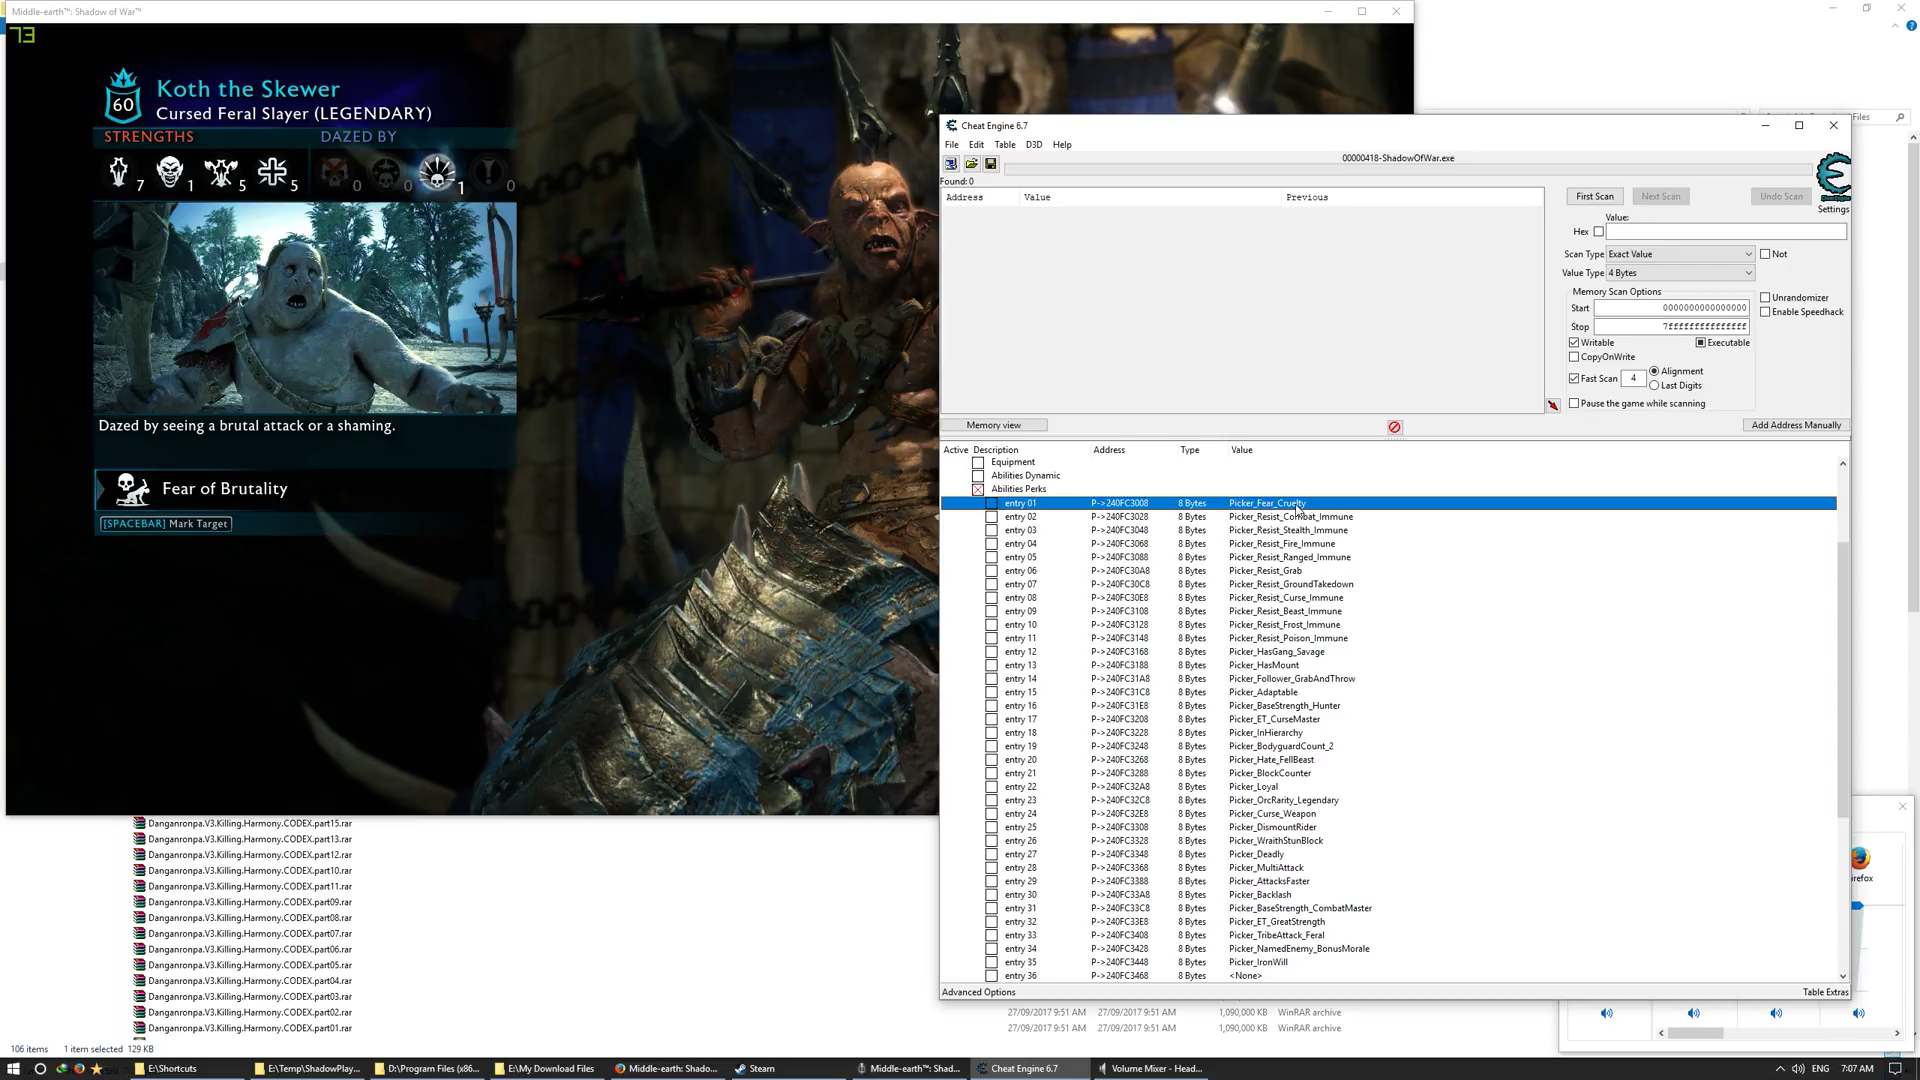 Middle-earth™: Shadow of War™
73
60
Koth the Skewer
Cursed Feral Slayer (LEGENDARY)
STRENGTHS DAZED BY
7 1 5 5 0 0 1 0
Dazed by seeing a brutal attack or a shaming.
Fear of Brutality
[SPACEBAR] Mark Target
Files
Cheat Engine 6.7
File Edit Table D3D Help
00000418-ShadowOfWar.exe
Found: 0
Address Value Previous
First Scan Next Scan Undo Scan
Settings
Value:
Hex
Scan Type Exact Value Not
Value Type 4 Bytes
Memory Scan Options
Unrandomizer
Start 0000000000000000
Enable Speedhack
Stop 7fffffffffffffff
Writable Executable
CopyOnWrite
Fast Scan 4 Alignment
Last Digits
Pause the game while scanning
Memory view Add Address Manually
Active Description Address Type Value
Equipment
Abilities Dynamic
Abilities Perks
entry 01 P->240FC3008 8 Bytes Picker_Fear_Cruelty
entry 02 P->240FC3028 8 Bytes Picker_Resist_Combat_Immune
entry 03 P->240FC3048 8 Bytes Picker_Resist_Stealth_Immune
entry 04 P->240FC3068 8 Bytes Picker_Resist_Fire_Immune
entry 05 P->240FC3088 8 Bytes Picker_Resist_Ranged_Immune
entry 06 P->240FC30A8 8 Bytes Picker_Resist_Grab
entry 07 P->240FC30C8 8 Bytes Picker_Resist_GroundTakedown
entry 08 P->240FC30E8 8 Bytes Picker_Resist_Curse_Immune
entry 09 P->240FC3108 8 Bytes Picker_Resist_Beast_Immune
entry 10 P->240FC3128 8 Bytes Picker_Resist_Frost_Immune
entry 11 P->240FC3148 8 Bytes Picker_Resist_Poison_Immune
entry 12 P->240FC3168 8 Bytes Picker_HasGang_Savage
entry 13 P->240FC3188 8 Bytes Picker_HasMount
entry 14 P->240FC31A8 8 Bytes Picker_Follower_GrabAndThrow
entry 15 P->240FC31C8 8 Bytes Picker_Adaptable
entry 16 P->240FC31E8 8 Bytes Picker_BaseStrength_Hunter
entry 17 P->240FC3208 8 Bytes Picker_ET_CurseMaster
entry 18 P->240FC3228 8 Bytes Picker_InHierarchy
entry 19 P->240FC3248 8 Bytes Picker_BodyguardCount_2
entry 20 P->240FC3268 8 Bytes Picker_Hate_FellBeast
entry 21 P->240FC3288 8 Bytes Picker_BlockCounter
entry 22 P->240FC32A8 8 Bytes Picker_Loyal
entry 23 P->240FC32C8 8 Bytes Picker_OrcRarity_Legendary
entry 24 P->240FC32E8 8 Bytes Picker_Curse_Weapon
entry 25 P->240FC3308 8 Bytes Picker_DismountRider
entry 26 P->240FC3328 8 Bytes Picker_WraithStunBlock
entry 27 P->240FC3348 8 Bytes Picker_Deadly
entry 28 P->240FC3368 8 Bytes Picker_MultiAttack
entry 29 P->240FC3388 8 Bytes Picker_AttacksFaster
entry 30 P->240FC33A8 8 Bytes Picker_Backlash
entry 31 P->240FC33C8 8 Bytes Picker_BaseStrength_CombatMaster
entry 32 P->240FC33E8 8 Bytes Picker_ET_GreatStrength
entry 33 P->240FC3408 8 Bytes Picker_TribeAttack_Feral
entry 34 P->240FC3428 8 Bytes Picker_NamedEnemy_BonusMorale
entry 35 P->240FC3448 8 Bytes Picker_IronWill
entry 36 P->240FC3468 8 Bytes <None>
Advanced Options Table Extras
Danganronpa.V3.Killing.Harmony.CODEX.part15.rar
Danganronpa.V3.Killing.Harmony.CODEX.part13.rar
Danganronpa.V3.Killing.Harmony.CODEX.part12.rar
Danganronpa.V3.Killing.Harmony.CODEX.part10.rar
Danganronpa.V3.Killing.Harmony.CODEX.part11.rar
Danganronpa.V3.Killing.Harmony.CODEX.part09.rar
Danganronpa.V3.Killing.Harmony.CODEX.part08.rar
Danganronpa.V3.Killing.Harmony.CODEX.part07.rar
Danganronpa.V3.Killing.Harmony.CODEX.part06.rar
Danganronpa.V3.Killing.Harmony.CODEX.part05.rar
Danganronpa.V3.Killing.Harmony.CODEX.part04.rar
Danganronpa.V3.Killing.Harmony.CODEX.part03.rar
Danganronpa.V3.Killing.Harmony.CODEX.part02.rar 27/09/2017 9:51 AM 27/09/2017 9:51 AM 1,090,000 KB WinRAR archive
Danganronpa.V3.Killing.Harmony.CODEX.part01.rar 27/09/2017 9:51 AM 27/09/2017 9:51 AM 1,090,000 KB WinRAR archive
irefox
106 items 1 item selected 129 KB
E:\Shortcuts E:\Temp\ShadowPlay... D:\Program Files (x86... E:\My Download Files Middle-earth: Shado... Steam Middle-earth™: Shad... Cheat Engine 6.7 Volume Mixer - Head... ENG 7:07 AM